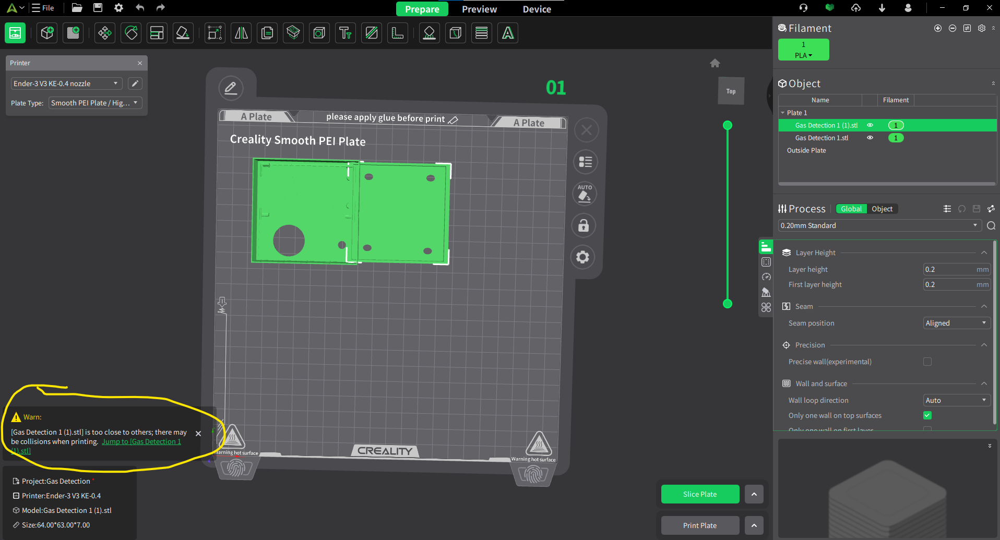 File
Prepare
Preview
Device
Printer
Ender-3 V3 KE-0.4 nozzle
Plate Type:
Smooth PEI Plate / Hig...
01
Top
A Plate
please apply glue before print
A Plate
Creality Smooth PEI Plate
AUTO
CREALITY
Warning hot surface
Warning hot surface
Warn:
[Gas Detection 1 (1).stl] is too close to others; there may
be collisions when printing. Jump to [Gas Detection 1
(1).stl]
Project:Gas Detection *
Printer:Ender-3 V3 KE-0.4
Model:Gas Detection 1 (1).stl
Size:64.00*63.00*7.00
Slice Plate
Print Plate
Filament
1
PLA
Object
Name
Filament
Plate 1
Gas Detection 1 (1).stl
1
Gas Detection 1.stl
1
Outside Plate
Process
Global
Object
0.20mm Standard
Layer Height
Layer height
0.2 mm
First layer height
0.2 mm
Seam
Seam position
Aligned
Precision
Precise wall(experimental)
Wall and surface
Wall loop direction
Auto
Only one wall on top surfaces
Only one wall on first layer